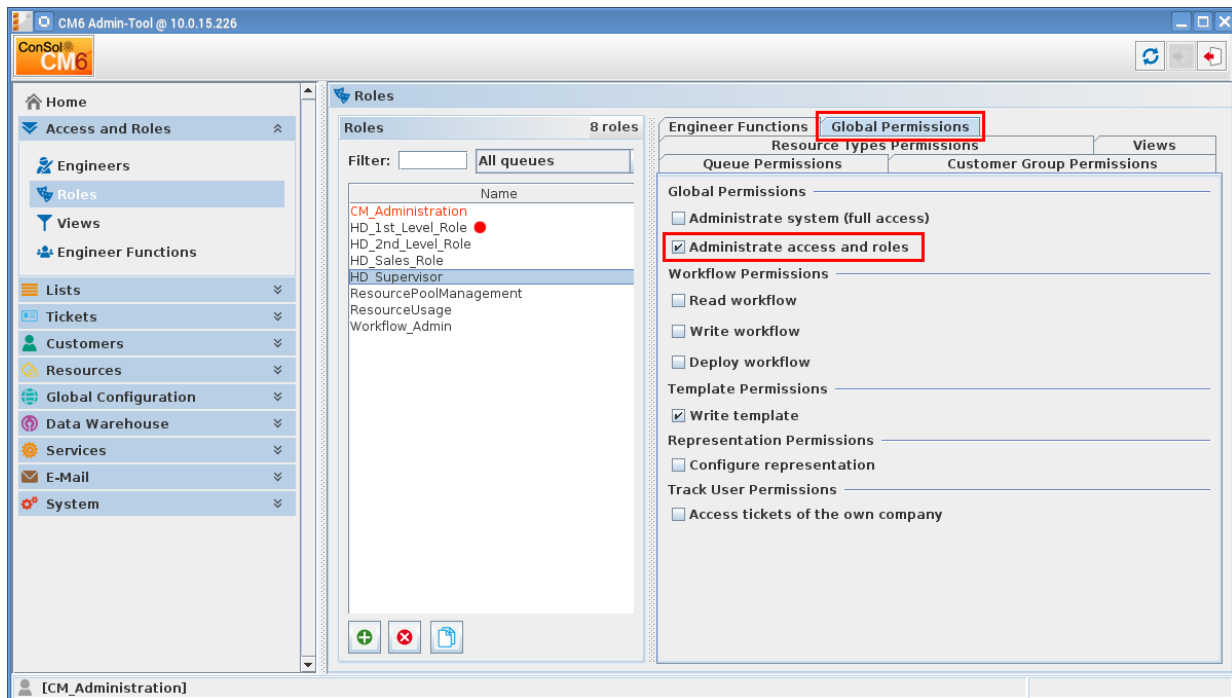 CM6 Admin-Tool @ 10.0.15.226
ConSol
CM6
Home
Access and Roles
Engineers
Roles
Views
Engineer Functions
Lists
Tickets
Customers
Resources
Global Configuration
Data Warehouse
Services
E-Mail
System
Roles
Roles 8 roles
Filter: All queues
Name
CM_Administration
HD_1st_Level_Role
HD_2nd_Level_Role
HD_Sales_Role
HD_Supervisor
ResourcePoolManagement
ResourceUsage
Workflow_Admin
Engineer Functions Global Permissions
Resource Types Permissions Views
Queue Permissions Customer Group Permissions
Global Permissions
Administrate system (full access)
Administrate access and roles
Workflow Permissions
Read workflow
Write workflow
Deploy workflow
Template Permissions
Write template
Representation Permissions
Configure representation
Track User Permissions
Access tickets of the own company
[CM_Administration]